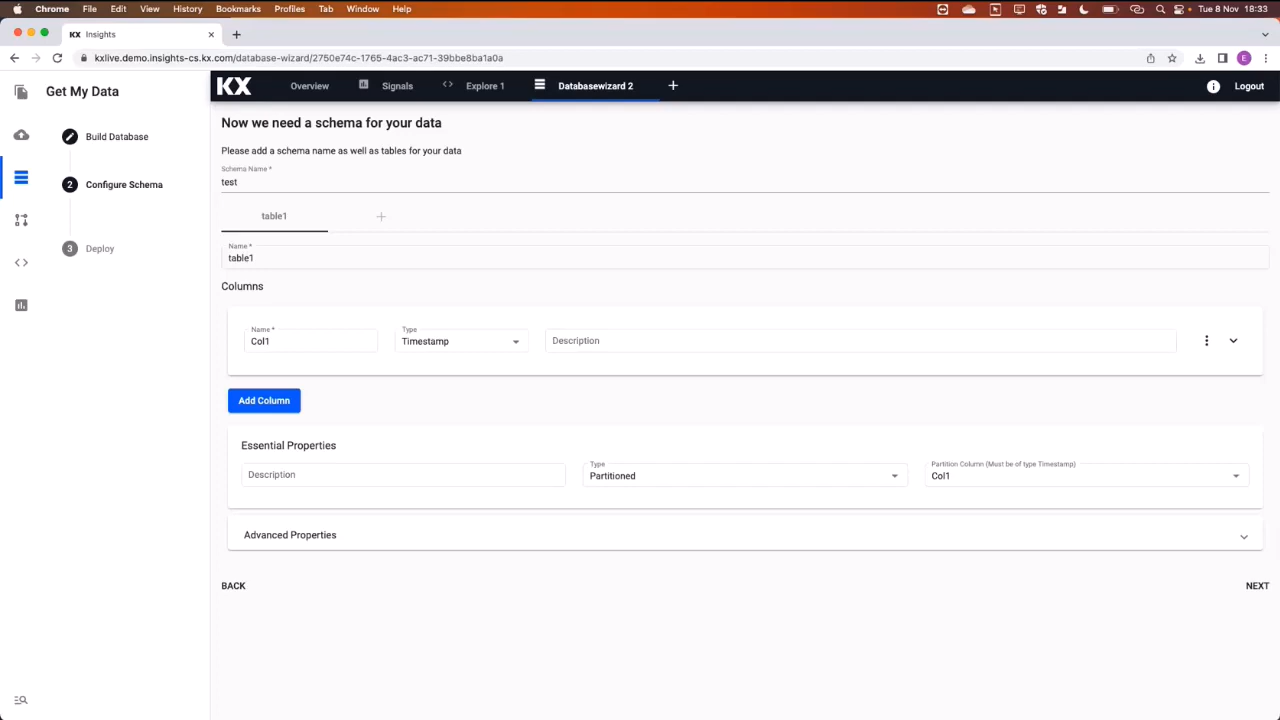 Chrome File Edit View History Bookmarks Profiles Tab Window Help Tue 8 Nov 18:33
KX Insights
kxlive.demo.insights-cs.kx.com/database-wizard/2750e74c-1765-4ac3-ac71-39bbe8ba1a0a E
Get My Data
Build Database
2 Configure Schema
3 Deploy
KX Overview Signals Explore 1 Databasewizard 2 Logout
Now we need a schema for your data
Please add a schema name as well as tables for your data
Schema Name *
test
table1
Name *
table1
Columns
Name * Type
Col1 Timestamp Description
Add Column
Essential Properties
Type Partition Column (Must be of type Timestamp)
Description Partitioned Col1
Advanced Properties
BACK NEXT